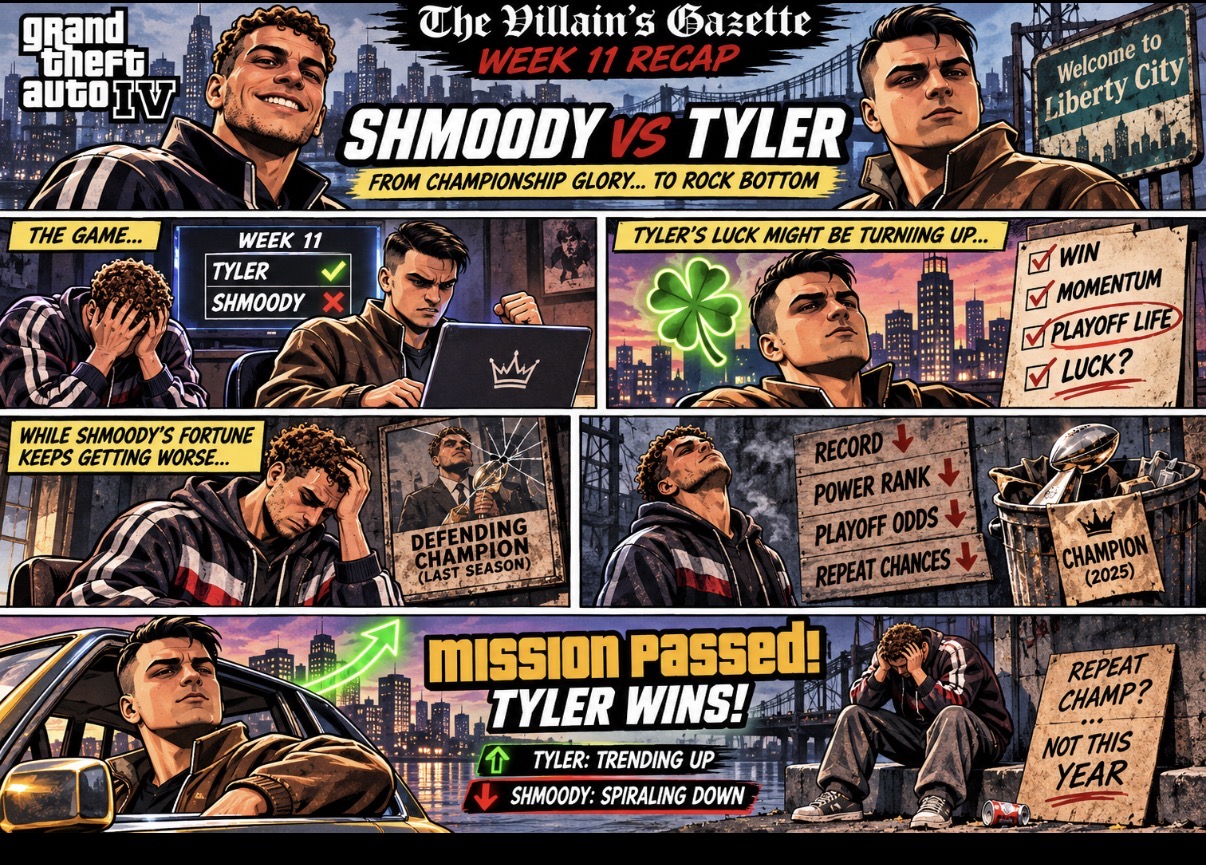 grand
theft
auto IV
The Villain's Gazette
WEEK 11 RECAP
SHMOODY VS TYLER
FROM CHAMPIONSHIP GLORY... TO ROCK BOTTOM
Welcome to
Liberty City
THE GAME...
WEEK 11
TYLER ✓
SHMOODY ✗
TYLER'S LUCK MIGHT BE TURNIING UP...
WIN
MOMENTUM
PLAYOFF LIFE
LUCK?
WHILE SHMOODY'S FORTUNE
KEEPS GETTING WORSE...
DEFENDING
CHAMPION
(LAST SEASON)
RECORD
POWER RANK
PLAYOFF ODDS
REPEAT CHANCES
CHAMPION
(2025)
mission passed!
TYLER WINS!
TYLER: TRENDING UP
SHMOODY: SPIRALING DOWN
REPEAT
CHAMP?
...
NOT THIS
YEAR